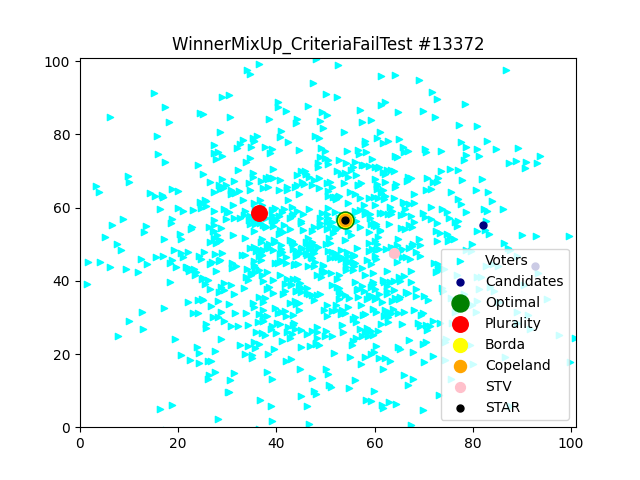 WinnerMixUp_CriteriaFailTest #13372
100
80
60
40
20
0
0 20 40 60 80 100
Voters
Candidates
Optimal
Plurality
Borda
Copeland
STV
STAR